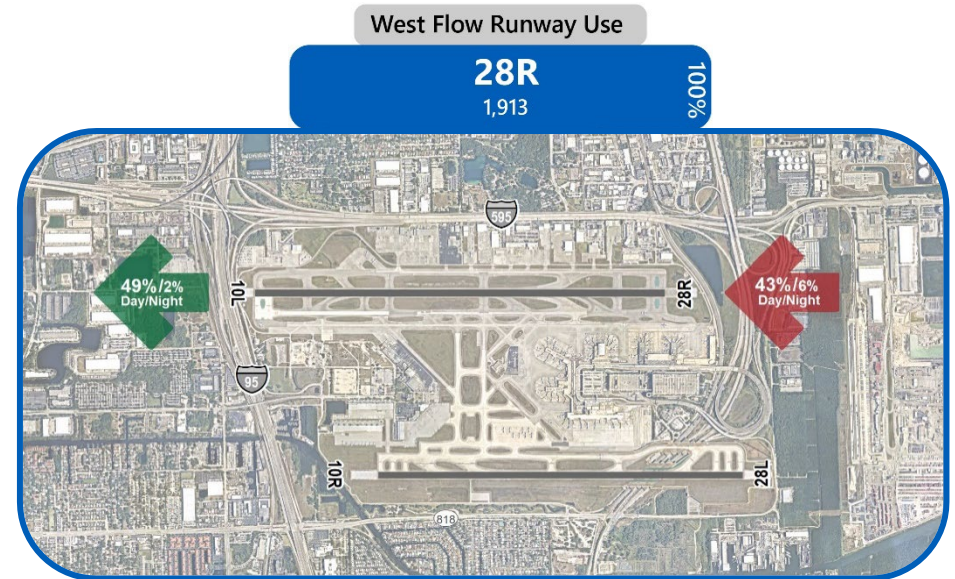 West Flow Runway Use
28R
1,913
100%
595
49%/2%
Day/Night
10L
28R
43%/6%
Day/Night
95
10R
28L
818